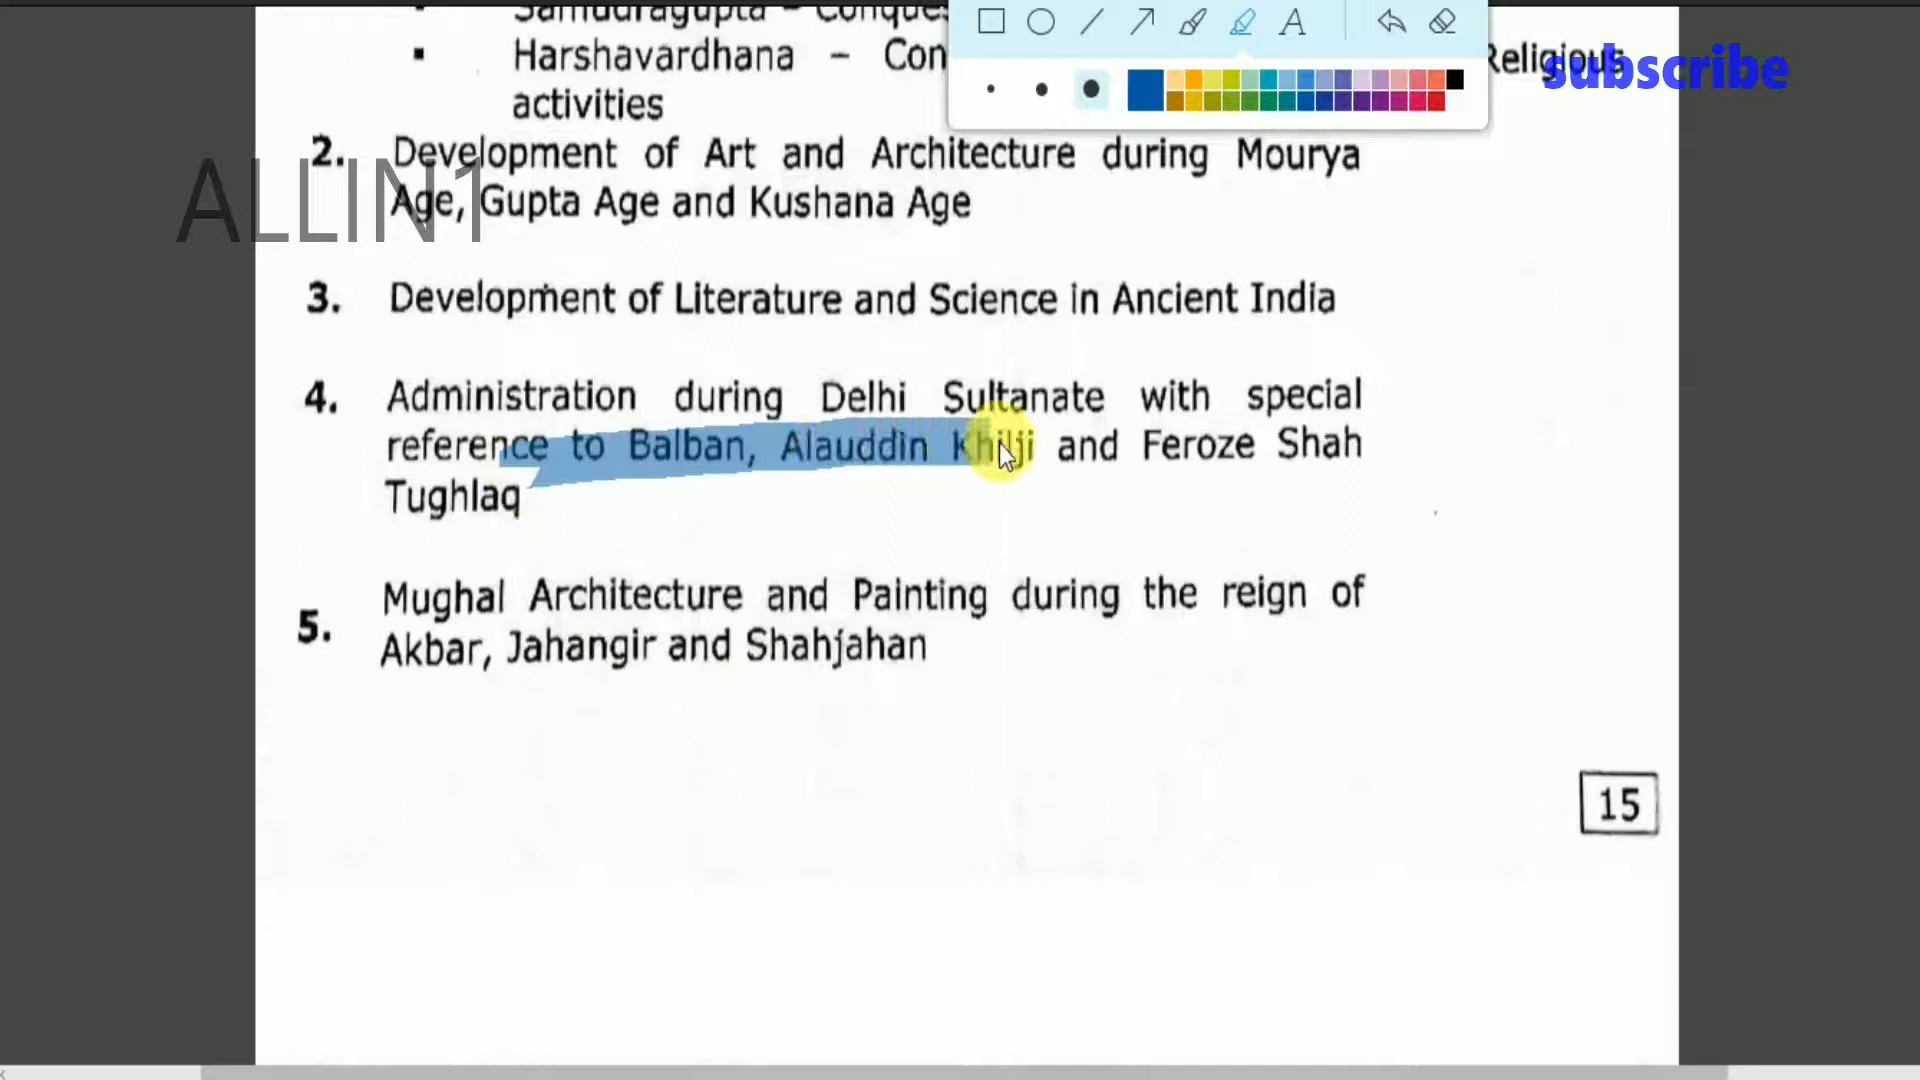 Samudragupta –
Harshavardhana – Religious
subscribe
activities
2. Development of Art and Architecture during Mourya
Age, Gupta Age and Kushana Age
ALLIN1
3. Development of Literature and Science in Ancient India
4. Administration during Delhi Sultanate with special
reference to Balban, Alauddin Khilji and Feroze Shah
Tughlaq
5. Mughal Architecture and Painting during the reign of
Akbar, Jahangir and Shahjahan
15